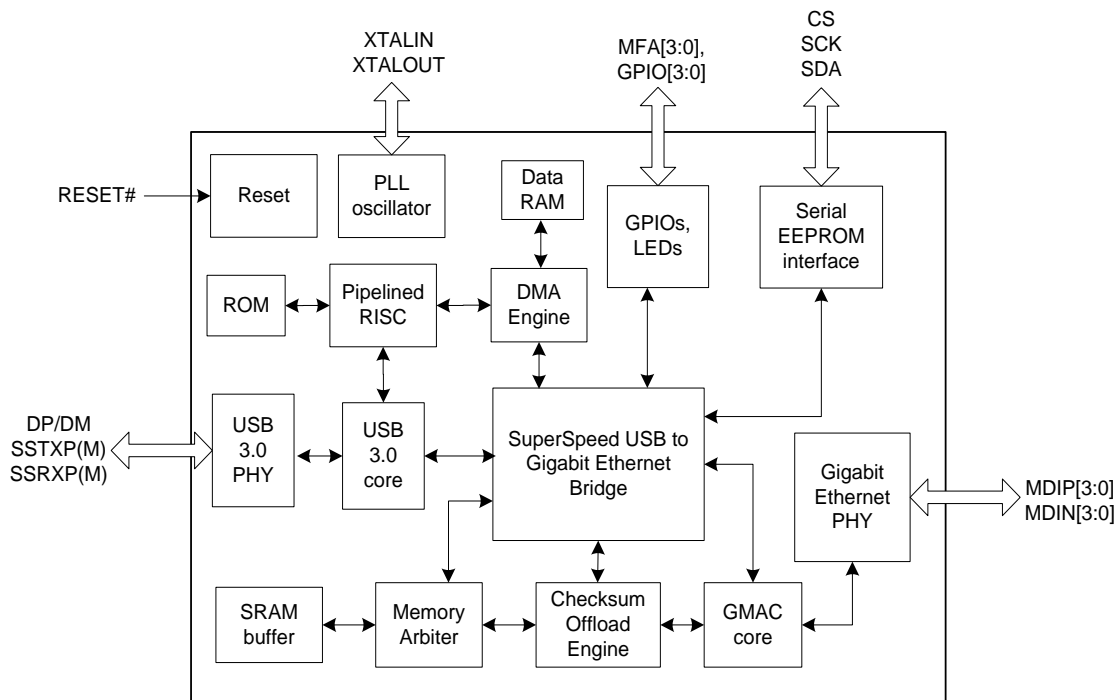 XTALIN
XTALOUT
MFA[3:0],
GPIO[3:0]
CS
SCK
SDA
RESET#
Reset
PLL
oscillator
Data
RAM
GPIOs,
LEDs
Serial
EEPROM
interface
ROM
Pipelined
RISC
DMA
Engine
DP/DM
SSTXP(M)
SSRXP(M)
USB
3.0
PHY
USB
3.0
core
SuperSpeed USB to
Gigabit Ethernet
Bridge
Gigabit
Ethernet
PHY
MDIP[3:0]
MDIN[3:0]
SRAM
buffer
Memory
Arbiter
Checksum
Offload
Engine
GMAC
core